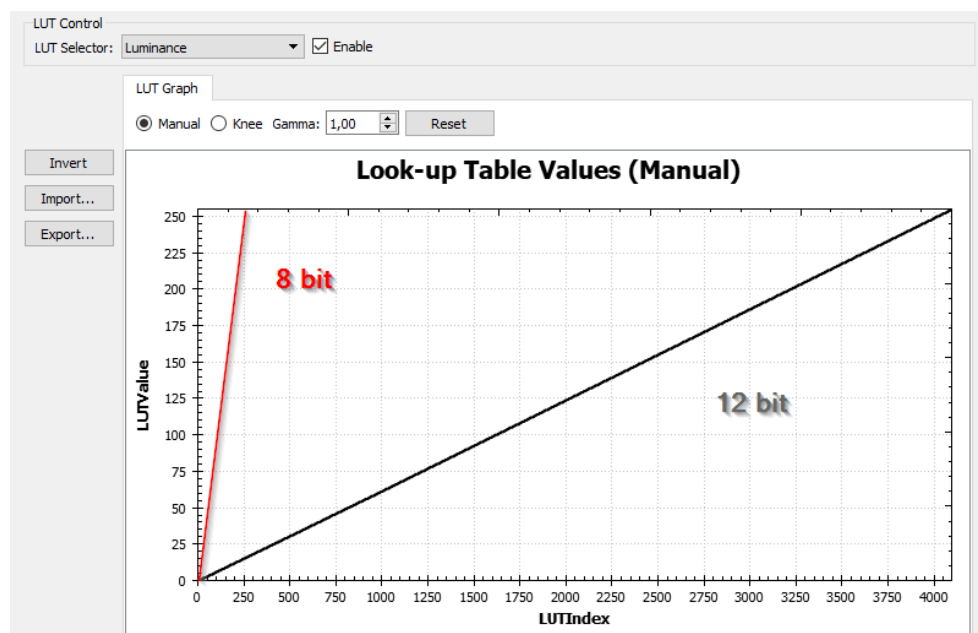 LUT Control
LUT Selector: Luminance Enable
LUT Graph
Manual Knee Gamma: 1,00 Reset
Invert
Import...
Export...
Look-up Table Values (Manual)
250
225
200
175
150
125
100
75
50
25
0
LUTValue
8 bit
12 bit
0 250 500 750 1000 1250 1500 1750 2000 2250 2500 2750 3000 3250 3500 3750 4000
LUTIndex